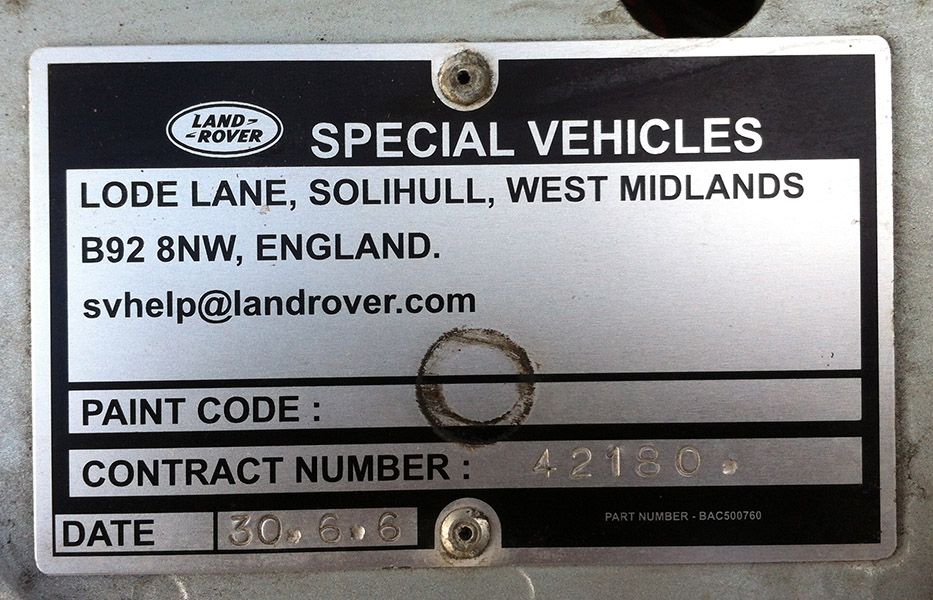 LAND-
-ROVER
SPECIAL VEHICLES
LODE LANE, SOLIHULL, WEST MIDLANDS
B92 8NW, ENGLAND.
svhelp@landrover.com
PAINT CODE :
CONTRACT NUMBER : 42180.
DATE 30.6.6
PART NUMBER - BAC500760